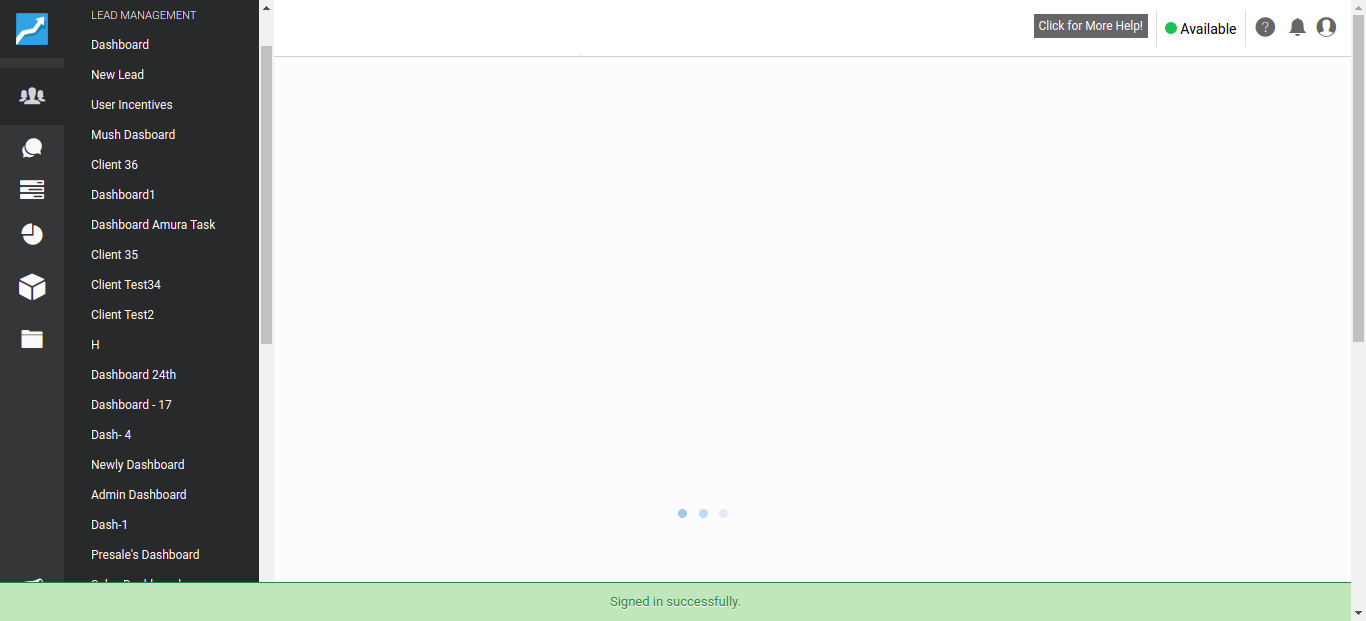 LEAD MANAGEMENT
Dashboard
New Lead
User Incentives
Mush Dasboard
Client 36
Dashboard1
Dashboard Amura Task
Client 35
Client Test34
Client Test2
H
Dashboard 24th
Dashboard - 17
Dash- 4
Newly Dashboard
Admin Dashboard
Dash-1
Presale's Dashboard
Click for More Help!
Available
?
Signed in successfully.